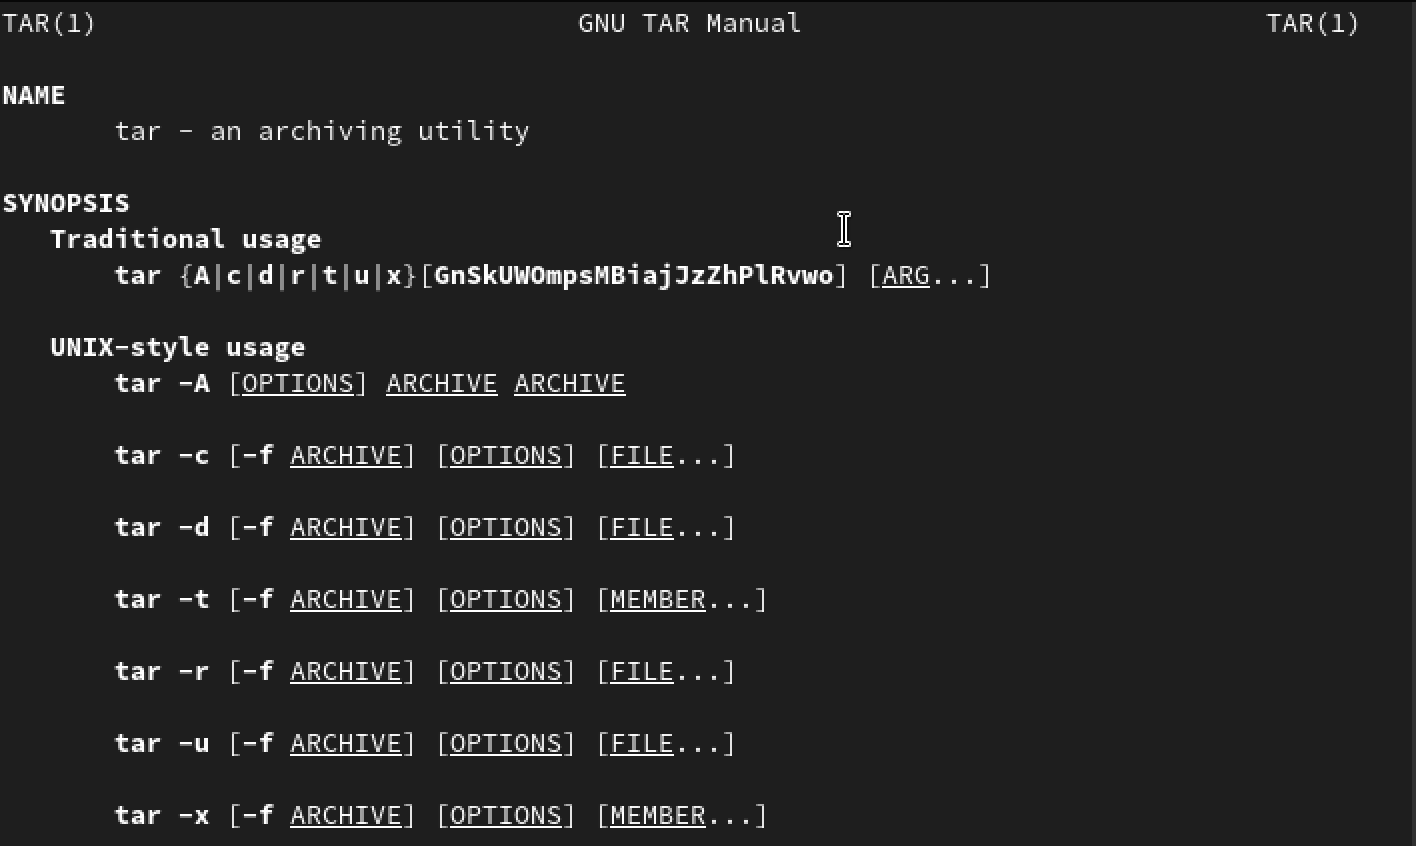 TAR(1) GNU TAR Manual TAR(1)
NAME
tar - an archiving utility
SYNOPSIS
Traditional usage
tar {A|c|d|r|t|u|x}[GnSkUWOmpsMBiajJzZhPlRvwo] [ARG...]
UNIX-style usage
tar -A [OPTIONS] ARCHIVE ARCHIVE
tar -c [-f ARCHIVE] [OPTIONS] [FILE...]
tar -d [-f ARCHIVE] [OPTIONS] [FILE...]
tar -t [-f ARCHIVE] [OPTIONS] [MEMBER...]
tar -r [-f ARCHIVE] [OPTIONS] [FILE...]
tar -u [-f ARCHIVE] [OPTIONS] [FILE...]
tar -x [-f ARCHIVE] [OPTIONS] [MEMBER...]